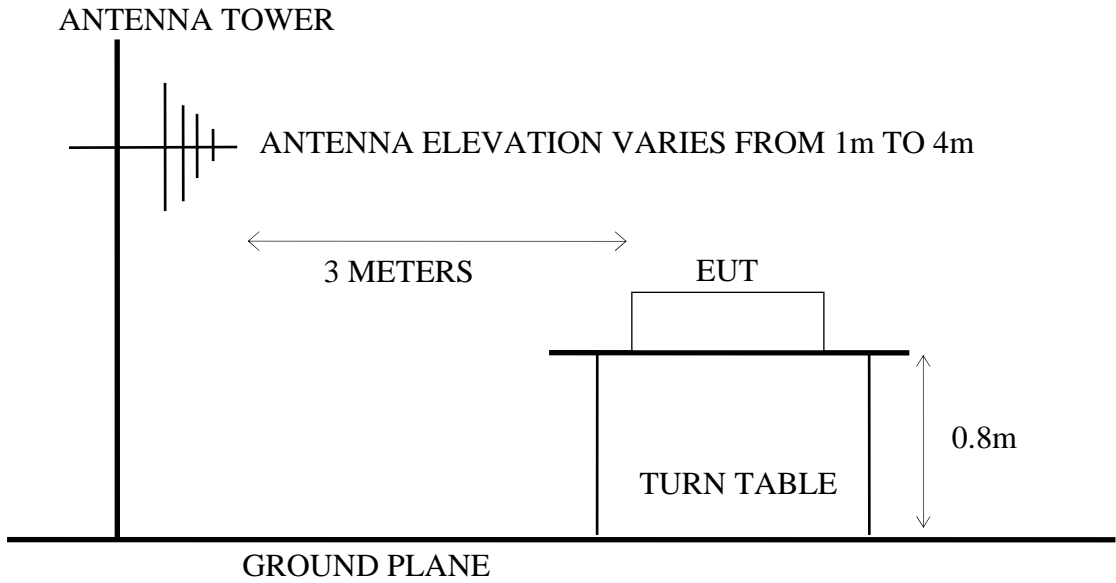 ANTENNA TOWER
ANTENNA ELEVATION VARIES FROM 1m TO 4m
3 METERS
EUT
0.8m
TURN TABLE
GROUND PLANE